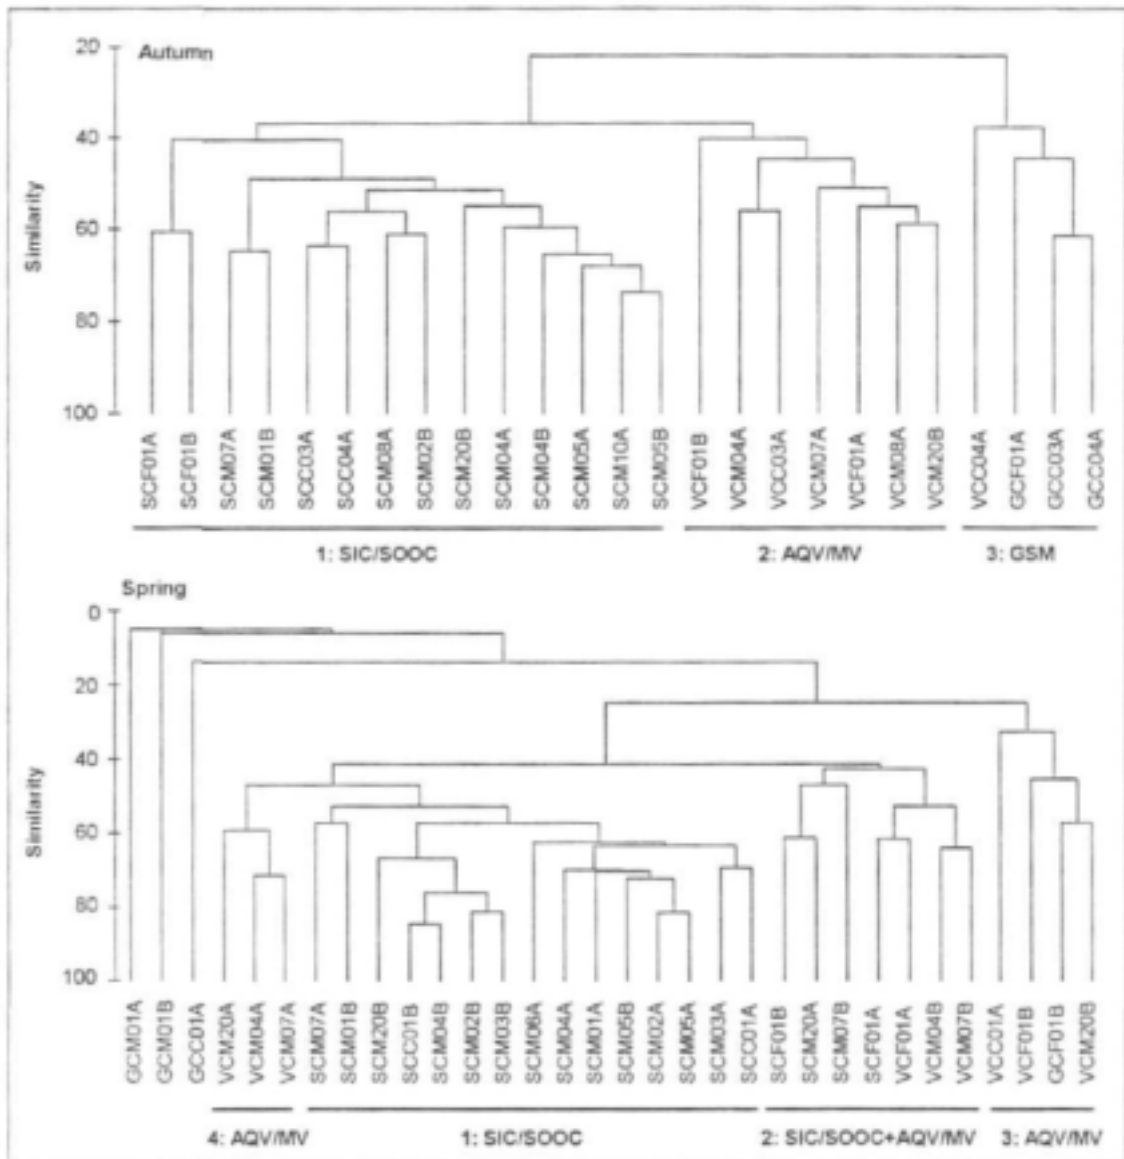 Autumn
Similarity
20
40
60
80
100
SCF01A
SCF01B
SCM07A
SCM01B
SCC03A
SCC04A
SCM08A
SCM02B
SCM20B
SCM04A
SCM04B
SCM05A
SCM10A
SCM05B
VCF01B
VCM04A
VCC03A
VCM07A
VCF01A
VCM08A
VCM20B
VCC04A
GCF01A
GCC03A
GCC04A
1: SIC/SOOC
2: AQV/MV
3: GSM
Spring
Similarity
0
20
40
60
80
100
GCM01A
GCM01B
GCC01A
VCM20A
VCM04A
VCM07A
SCM07A
SCM01B
SCM20B
SCC01B
SCM04B
SCM02B
SCM03B
SCM06A
SCM04A
SCM01A
SCM05B
SCM02A
SCM05A
SCM03A
SCC01A
SCF01B
SCM20A
SCM07B
SCF01A
VCF01A
VCM04B
VCM07B
VCC01A
VCF01B
GCF01B
VCM20B
4: AQV/MV
1: SIC/SOOC
2: SIC/SOOC+AQV/MV
3: AQV/MV